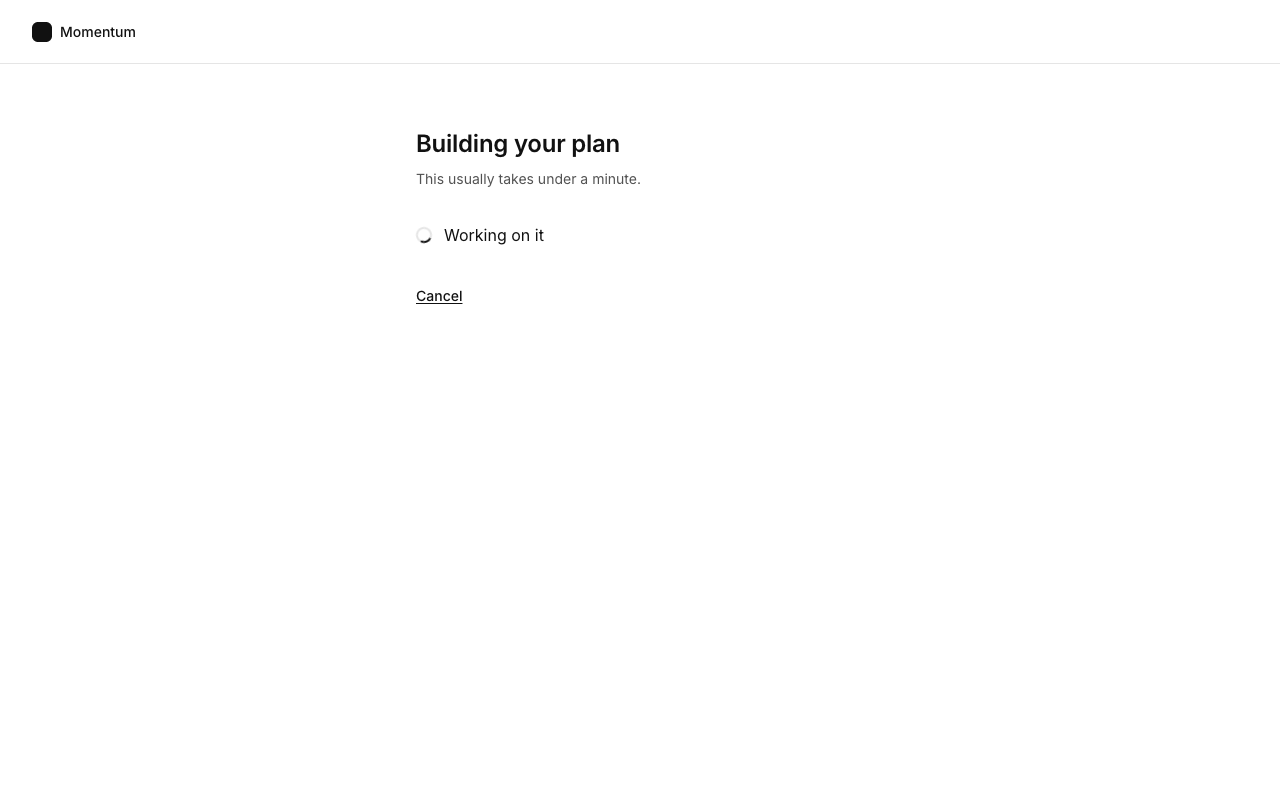 Momentum
Building your plan
This usually takes under a minute.
Working on it
Cancel